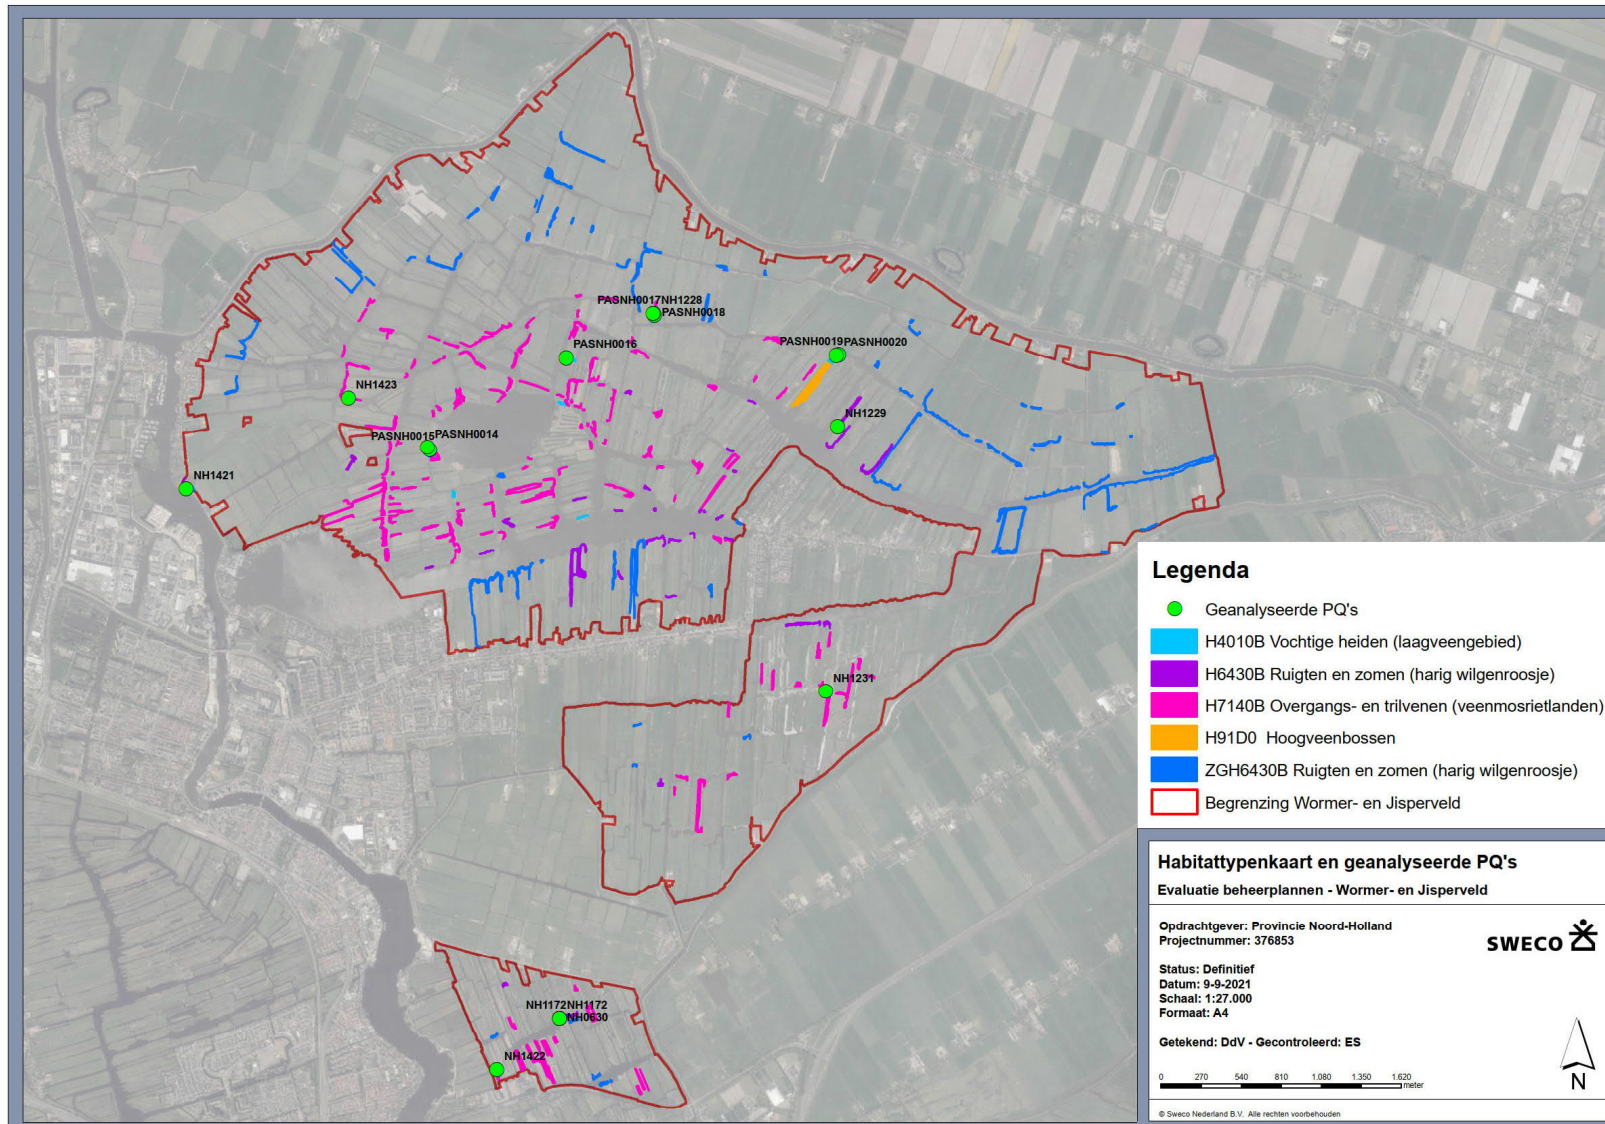 PASNH0017NH1228
PASNH0018
PASNH0016
PASNH0019PASNH0020
NH1423
NH1229
PASNH0015PASNH0014
NH1421
NH1231
NH1172NH1172
NH0630
NH1422
Legenda
Geanalyseerde PQ's
H4010B Vochtige heiden (laagveengebied)
H6430B Ruigten en zomen (harig wilgenroosje)
H7140B Overgangs- en trilvenen (veenmosrietlanden)
H91D0 Hoogveenbossen
ZGH6430B Ruigten en zomen (harig wilgenroosje)
Begrenzing Wormer- en Jisperveld
Habitattypenkaart en geanalyseerde PQ's
Evaluatie beheerplannen - Wormer- en Jisperveld
Opdrachtgever: Provincie Noord-Holland
Projectnummer: 376853
SWECO
Status: Definitief
Datum: 9-9-2021
Schaal: 1:27.000
Formaat: A4
Getekend: DdV - Gecontroleerd: ES
0 270 540 810 1.080 1.350 1.620
meter
N
© Sweco Nederland B.V. Alle rechten voorbehouden